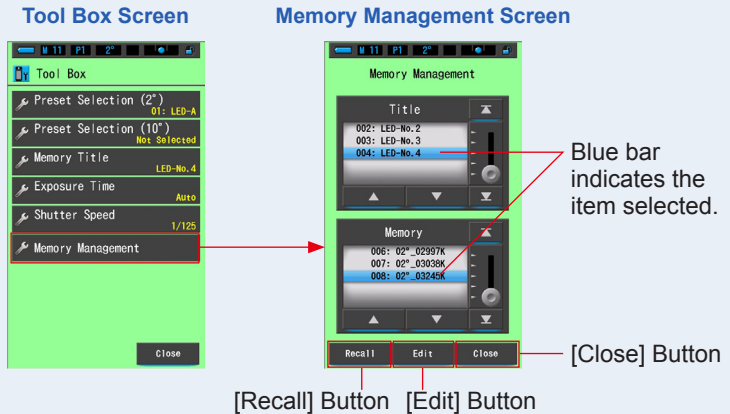 Tool Box Screen
Memory Management Screen
M 11 P1 2°
Tool Box
Preset Selection (2°)
01: LED-A
Preset Selection (10°)
Not Selected
Memory Title
LED-No.4
Exposure Time
Auto
Shutter Speed
1/125
Memory Management
Close
M 11 P1 2°
Memory Management
Title
002: LED-No.2
003: LED-No.3
004: LED-No.4
Memory
006: 02°_02997K
007: 02°_03038K
008: 02°_03245K
Recall Edit Close
Blue bar
indicates the
item selected.
[Close] Button
[Recall] Button [Edit] Button